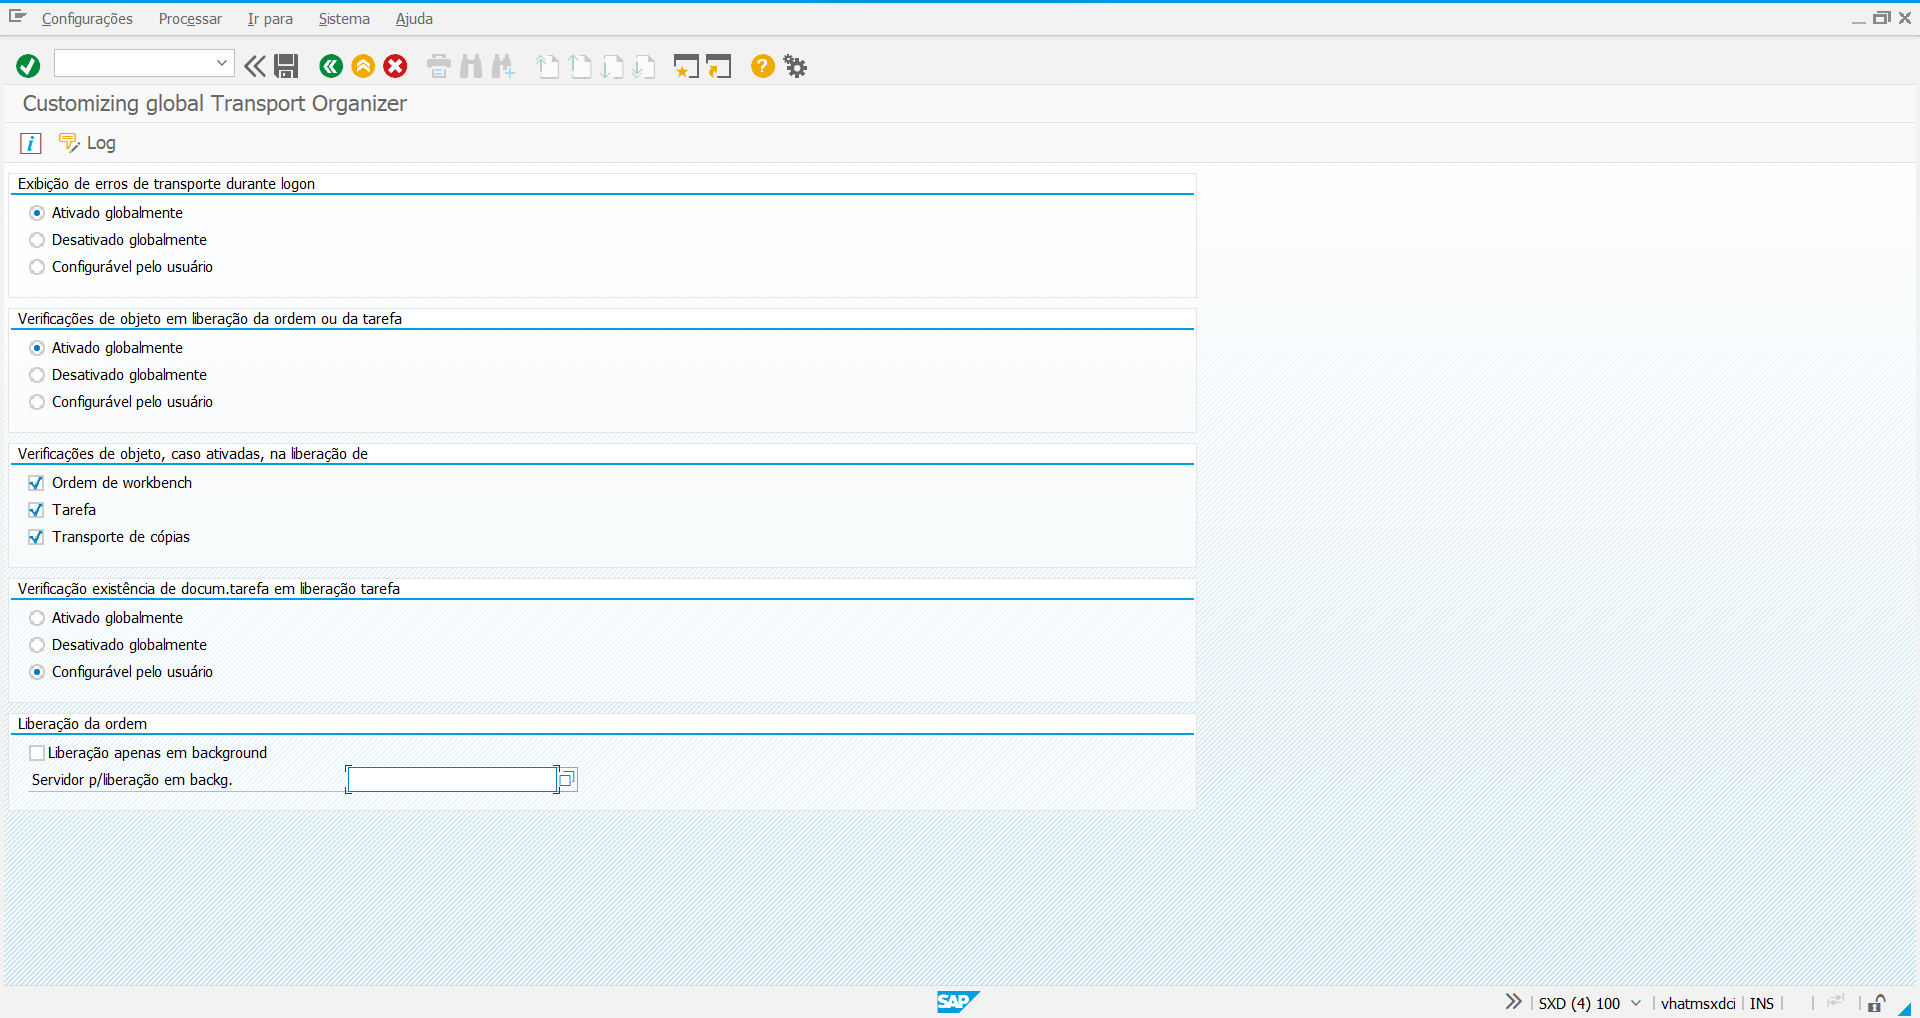 Configurações Processar Ir para Sistema Ajuda
Customizing global Transport Organizer
i Log
Exibição de erros de transporte durante logon
Ativado globalmente
Desativado globalmente
Configurável pelo usuário
Verificações de objeto em liberação da ordem ou da tarefa
Ativado globalmente
Desativado globalmente
Configurável pelo usuário
Verificações de objeto, caso ativadas, na liberação de
Ordem de workbench
Tarefa
Transporte de cópias
Verificação existência de docum.tarefa em liberação tarefa
Ativado globalmente
Desativado globalmente
Configurável pelo usuário
Liberação da ordem
Liberação apenas em background
Servidor p/liberação em backg.
SAP SXD (4) 100 vhatmsxdci INS